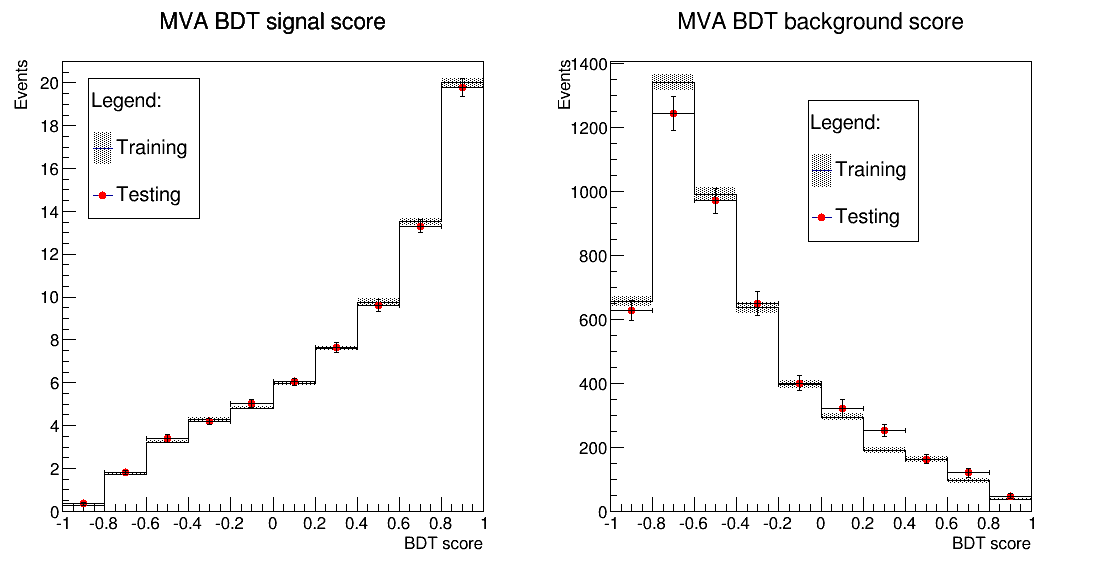 MVA BDT signal score
Events
20
18
16
14
12
10
8
6
4
2
0
Legend:
Training
Testing
-1 -0.8 -0.6 -0.4 -0.2 0 0.2 0.4 0.6 0.8 1
BDT score
MVA BDT background score
Events
1400
1200
1000
800
600
400
200
0
Legend:
Training
Testing
-1 -0.8 -0.6 -0.4 -0.2 0 0.2 0.4 0.6 0.8 1
BDT score